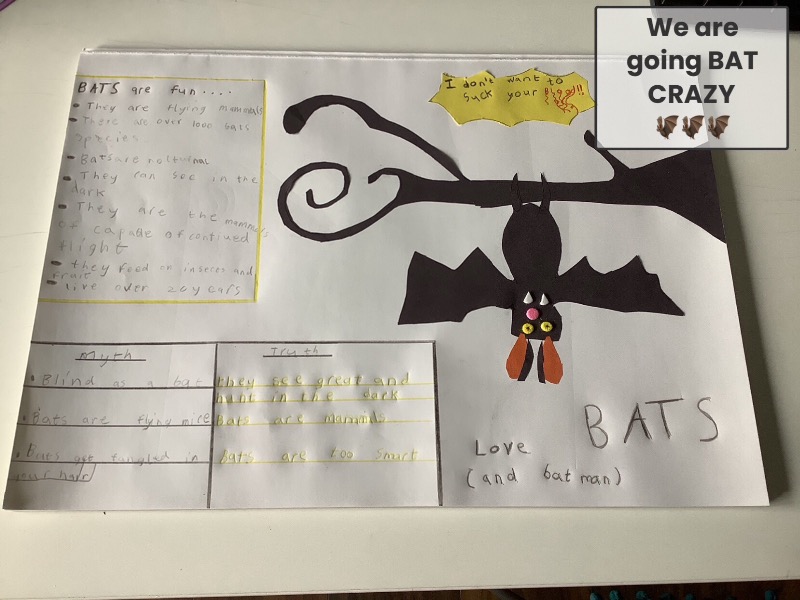 We are
going BAT
CRAZY
I don't want to
suck your Blood!!
BATS are fun....
They are flying mammals
There are over 1000 bats
species
Bats are noctunal
They can see in the
dark
They are the mammals
of capable of contiued
flight
they feed on insects and
fruit
live over 20 years
Myth
Blind as a bat
Bats are flying mice
Bats get tangled in
your hair
Truth
they see great and
hunt in the dark
Bats are mammals
bats are too smart
BATS
Love
(and batman)